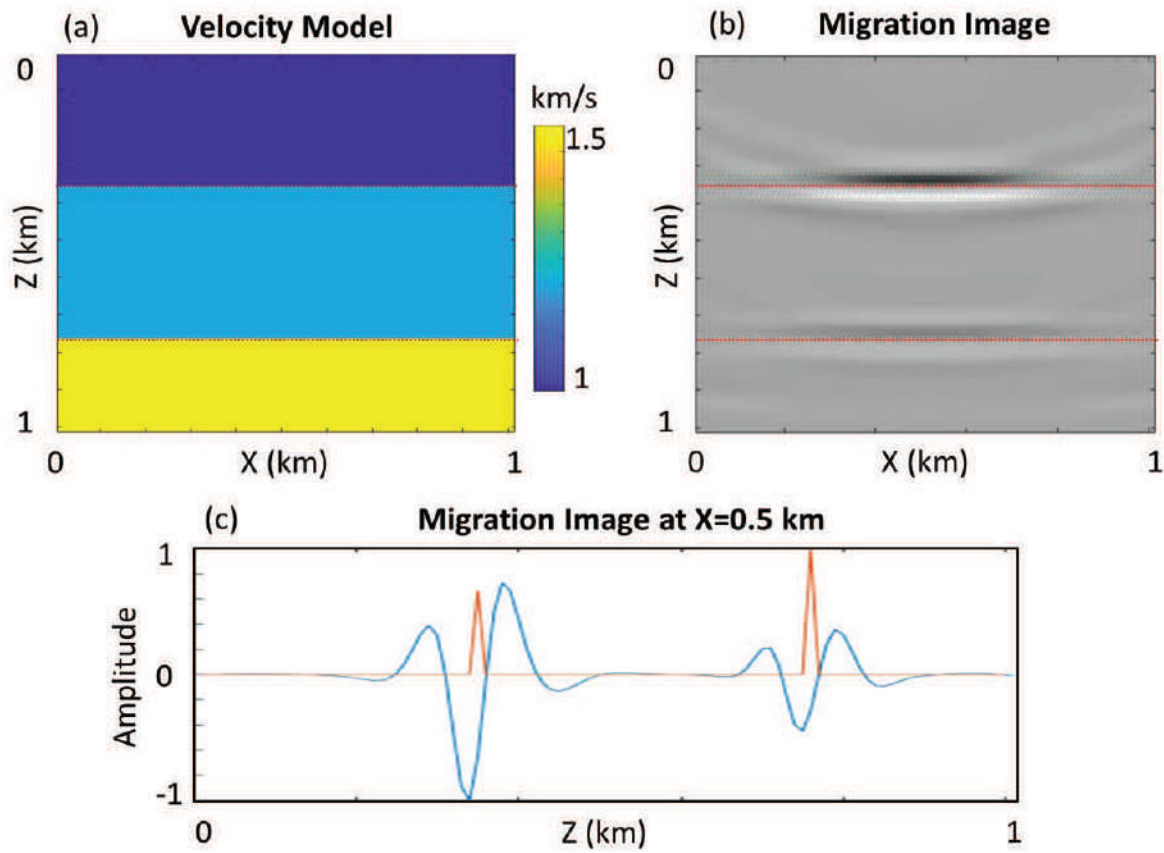 (a) Velocity Model
(b) Migration Image
0
Z (km)
1
0 X (km) 1
km/s
1.5
1
0
Z (km)
1
0 X (km) 1
(c) Migration Image at X=0.5 km
1
0
-1
Amplitude
0 Z (km) 1